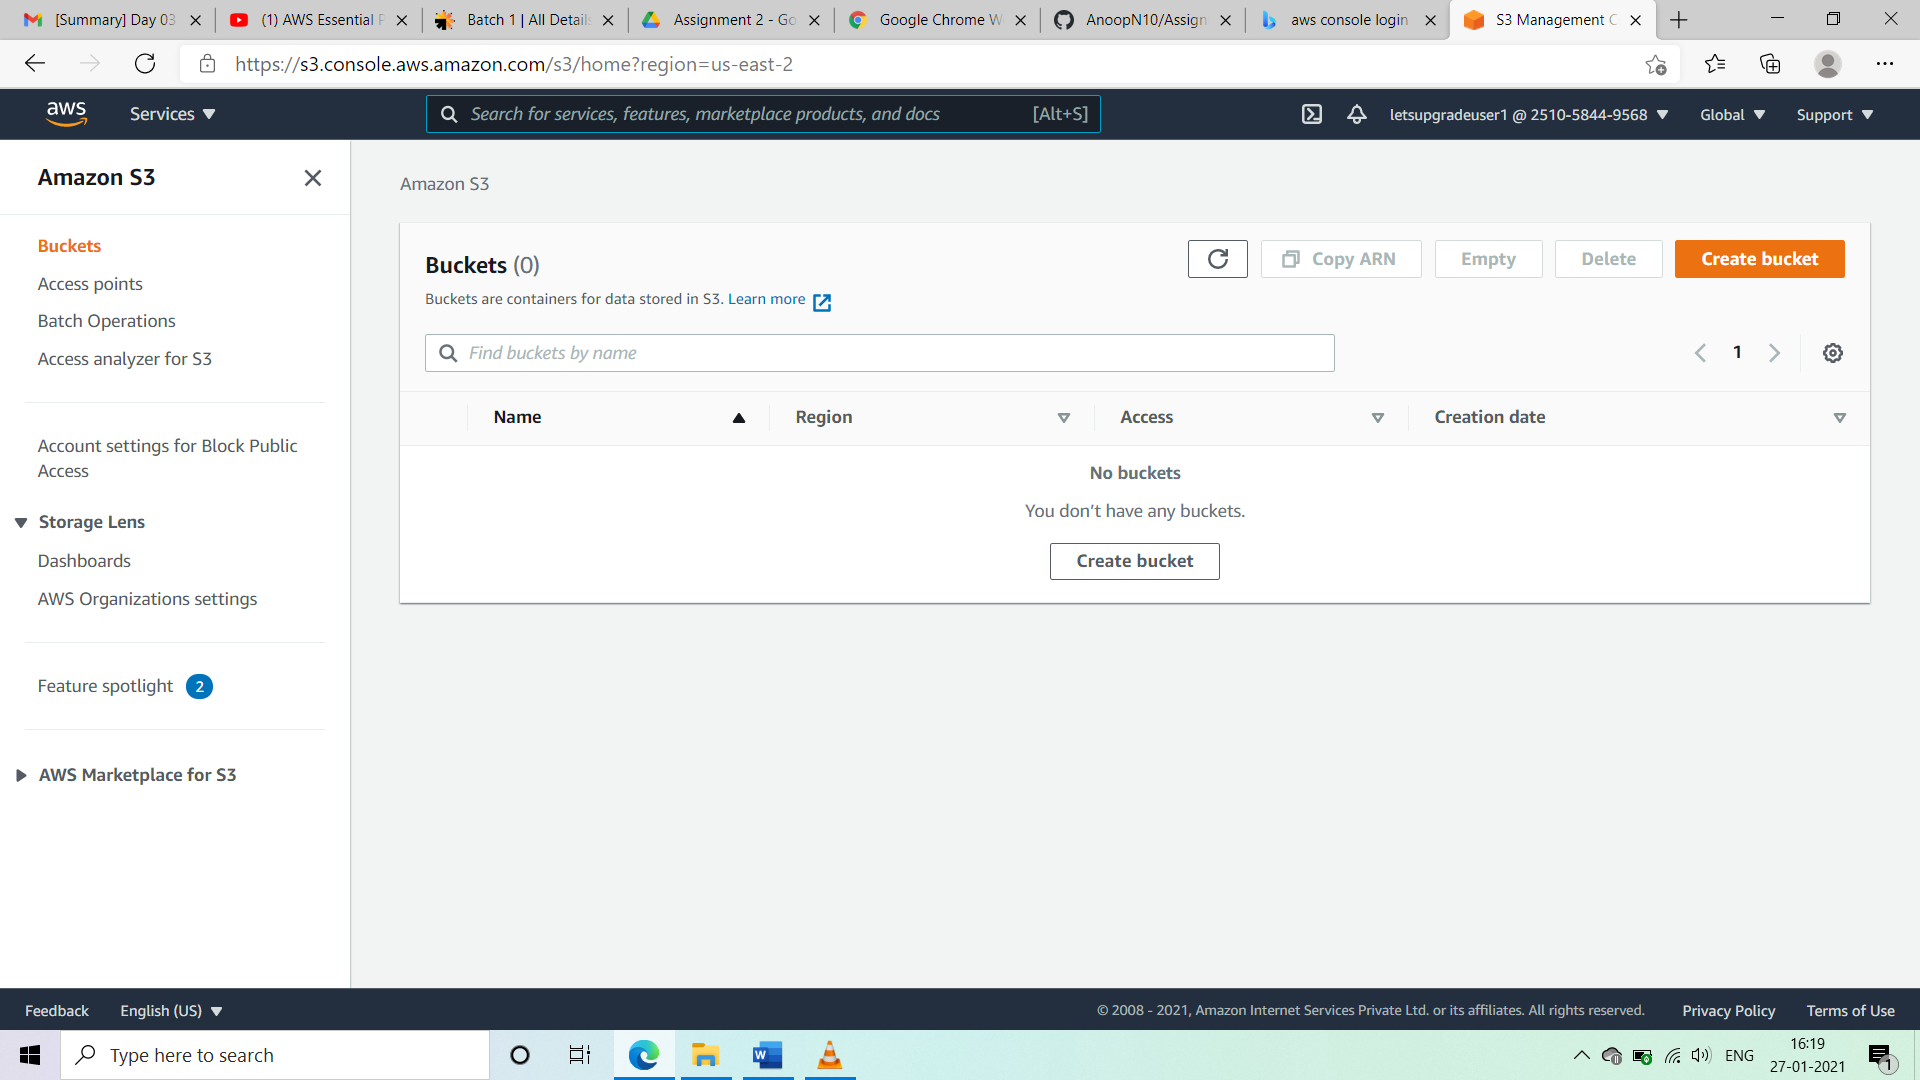 [Summary] Day 03
(1) AWS Essential P
Batch 1 | All Details
Assignment 2 - Go
Google Chrome W
AnoopN10/Assign
aws console login
S3 Management C
https://s3.console.aws.amazon.com/s3/home?region=us-east-2
aws
Services
Search for services, features, marketplace products, and docs
[Alt+S]
letsupgradeuser1 @ 2510-5844-9568
Global
Support
Amazon S3
Buckets
Access points
Batch Operations
Access analyzer for S3
Account settings for Block Public
Access
Storage Lens
Dashboards
AWS Organizations settings
Feature spotlight 2
AWS Marketplace for S3
Amazon S3
Buckets (0)
Copy ARN
Empty
Delete
Create bucket
Buckets are containers for data stored in S3. Learn more
Find buckets by name
1
Name
Region
Access
Creation date
No buckets
You don't have any buckets.
Create bucket
Feedback
English (US)
© 2008 - 2021, Amazon Internet Services Private Ltd. or its affiliates. All rights reserved.
Privacy Policy
Terms of Use
Type here to search
W
ENG
16:19
27-01-2021
1